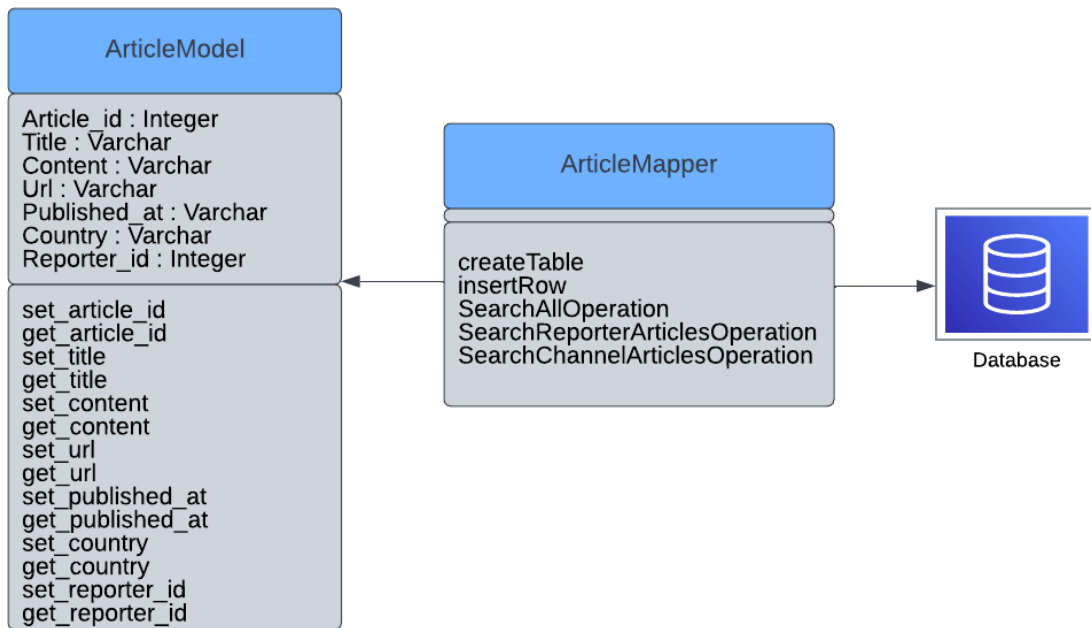 ArticleModel
Article_id : Integer
Title : Varchar
Content : Varchar
Url : Varchar
Published_at : Varchar
Country : Varchar
Reporter_id : Integer
set_article_id
get_article_id
set_title
get_title
set_content
get_content
set_url
get_url
set_published_at
get_published_at
set_country
get_country
set_reporter_id
get_reporter_id
ArticleMapper
createTable
insertRow
SearchAllOperation
SearchReporterArticlesOperation
SearchChannelArticlesOperation
Database